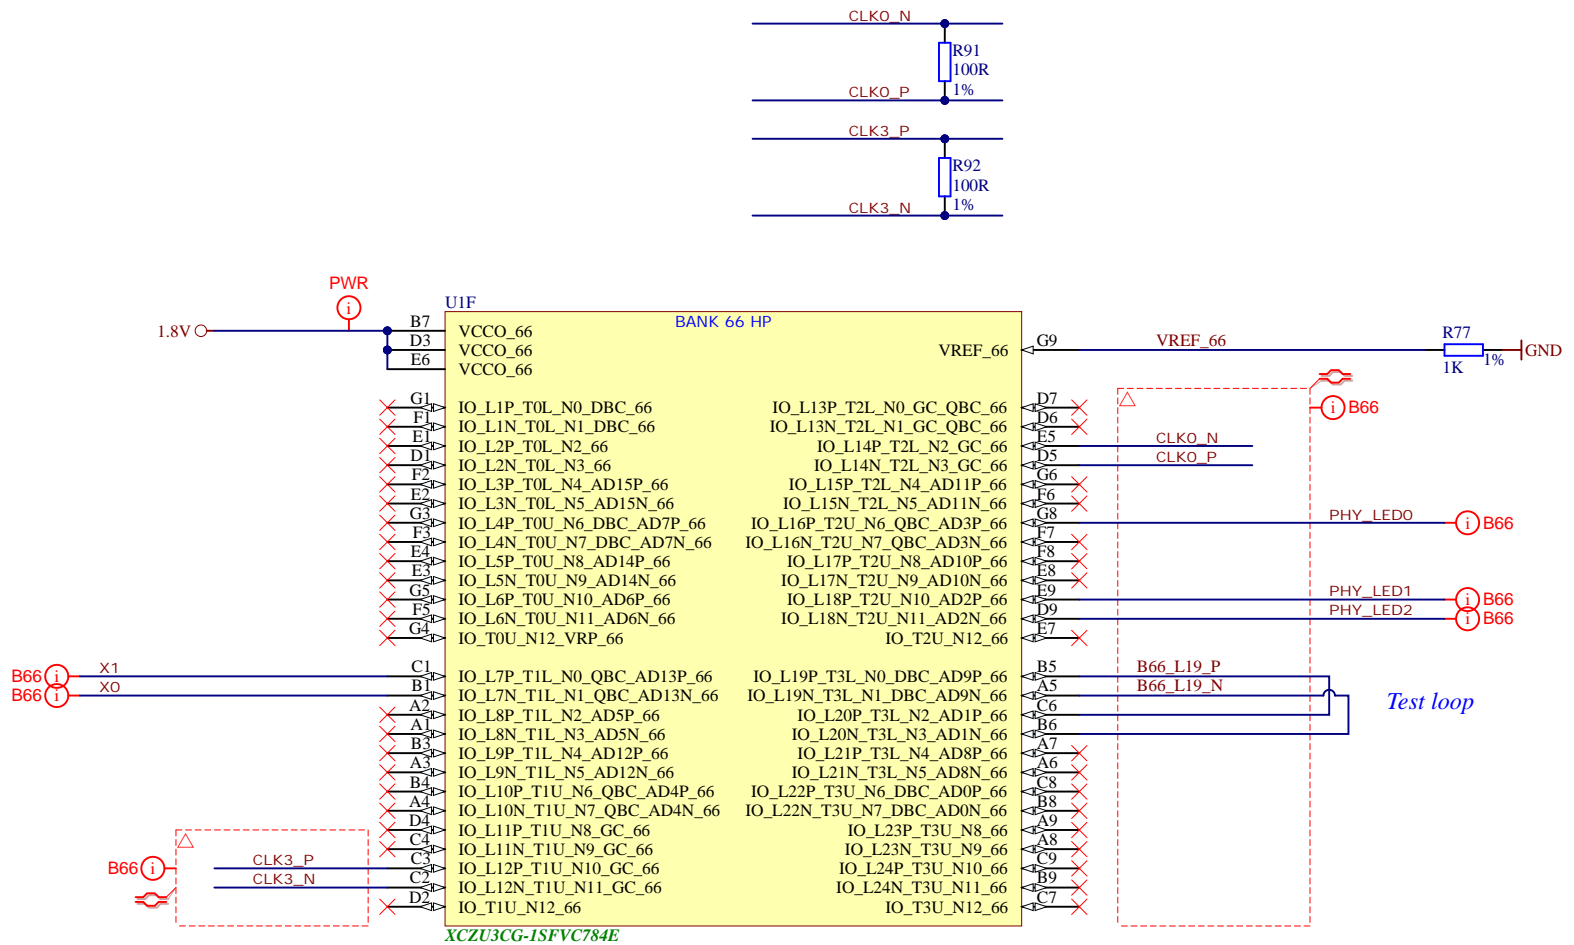 CLK0_N
R91
100R
1%
CLK0_P
CLK3_P
R92
100R
1%
CLK3_N
PWR
i
1.8V
U1F
BANK 66 HP
B7 VCCO_66
D3 VCCO_66
E6 VCCO_66
VREF_66 G9 VREF_66 R77 1K 1% GND
G1 IO_L1P_T0L_N0_DBC_66 IO_L13P_T2L_N0_GC_QBC_66 D7 i B66
F1 IO_L1N_T0L_N1_DBC_66 IO_L13N_T2L_N1_GC_QBC_66 D6
E1 IO_L2P_T0L_N2_66 IO_L14P_T2L_N2_GC_66 E5 CLK0_N
D1 IO_L2N_T0L_N3_66 IO_L14N_T2L_N3_GC_66 D5 CLK0_P
F2 IO_L3P_T0L_N4_AD15P_66 IO_L15P_T2L_N4_AD11P_66 G6
E2 IO_L3N_T0L_N5_AD15N_66 IO_L15N_T2L_N5_AD11N_66 F6
G3 IO_L4P_T0U_N6_DBC_AD7P_66 IO_L16P_T2U_N6_QBC_AD3P_66 G8 PHY_LED0 i B66
F3 IO_L4N_T0U_N7_DBC_AD7N_66 IO_L16N_T2U_N7_QBC_AD3N_66 F7
E4 IO_L5P_T0U_N8_AD14P_66 IO_L17P_T2U_N8_AD10P_66 F8
E3 IO_L5N_T0U_N9_AD14N_66 IO_L17N_T2U_N9_AD10N_66 E8
G5 IO_L6P_T0U_N10_AD6P_66 IO_L18P_T2U_N10_AD2P_66 E9 PHY_LED1 i B66
F5 IO_L6N_T0U_N11_AD6N_66 IO_L18N_T2U_N11_AD2N_66 D9 PHY_LED2 i B66
G4 IO_T0U_N12_VRP_66 IO_T2U_N12_66 E7
B66 i X1 C1 IO_L7P_T1L_N0_QBC_AD13P_66 IO_L19P_T3L_N0_DBC_AD9P_66 B5 B66_L19_P
B66 i X0 B1 IO_L7N_T1L_N1_QBC_AD13N_66 IO_L19N_T3L_N1_DBC_AD9N_66 A5 B66_L19_N
Test loop
A2 IO_L8P_T1L_N2_AD5P_66 IO_L20P_T3L_N2_AD1P_66 C6
A1 IO_L8N_T1L_N3_AD5N_66 IO_L20N_T3L_N3_AD1N_66 B6
B3 IO_L9P_T1L_N4_AD12P_66 IO_L21P_T3L_N4_AD8P_66 A7
A3 IO_L9N_T1L_N5_AD12N_66 IO_L21N_T3L_N5_AD8N_66 A6
B4 IO_L10P_T1U_N6_QBC_AD4P_66 IO_L22P_T3U_N6_DBC_AD0P_66 C8
A4 IO_L10N_T1U_N7_QBC_AD4N_66 IO_L22N_T3U_N7_DBC_AD0N_66 B8
D4 IO_L11P_T1U_N8_GC_66 IO_L23P_T3U_N8_66 A9
C4 IO_L11N_T1U_N9_GC_66 IO_L23N_T3U_N9_66 A8
B66 i CLK3_P C3 IO_L12P_T1U_N10_GC_66 IO_L24P_T3U_N10_66 C9
CLK3_N C2 IO_L12N_T1U_N11_GC_66 IO_L24N_T3U_N11_66 B9
D2 IO_T1U_N12_66 IO_T3U_N12_66 C7
XCZU3CG-1SFVC784E